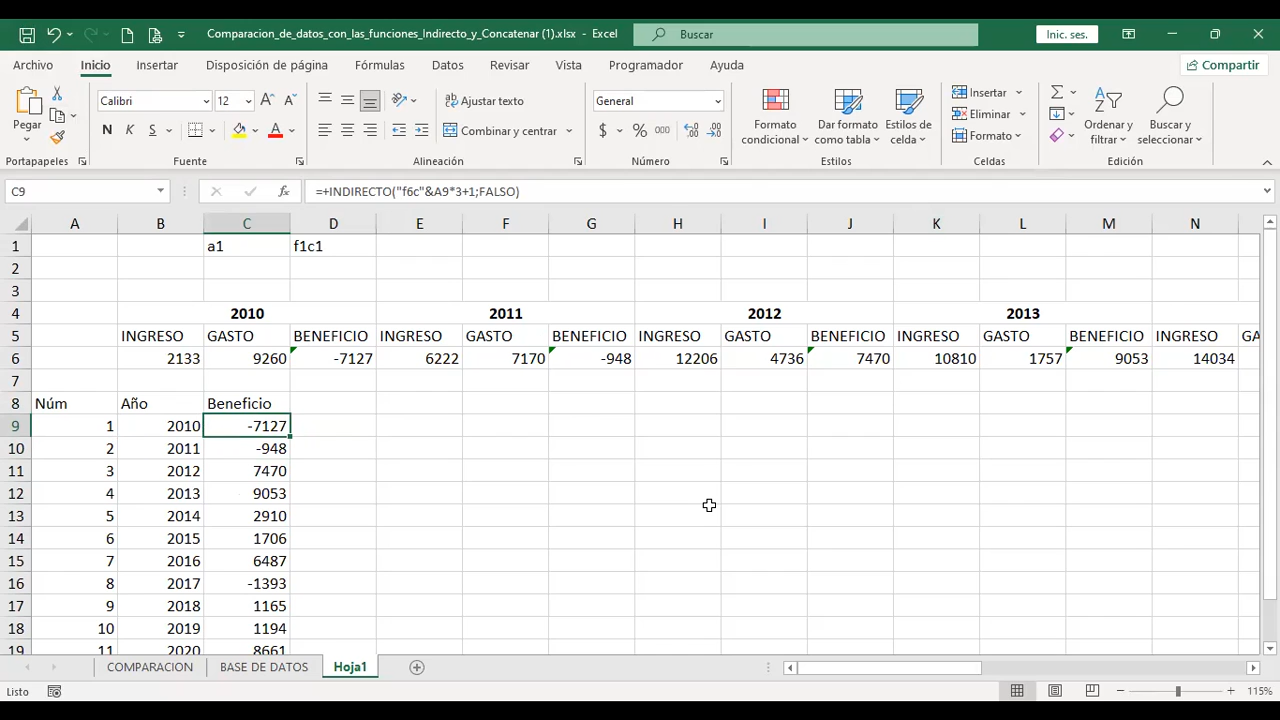 Comparacion_de_datos_con_las_funciones_Indirecto_y_Concatenar (1).xlsx - Excel
Buscar
Inic. ses.
Archivo Inicio Insertar Disposición de página Fórmulas Datos Revisar Vista Programador Ayuda
Compartir
Pegar
Calibri 12
N K S
Ajustar texto
Combinar y centrar
General
$ % 000
Formato condicional
Dar formato como tabla
Estilos de celda
Insertar
Eliminar
Formato
Ordenar y filtrar
Buscar y seleccionar
Portapapeles Fuente Alineación Número Estilos Celdas Edición
C9 fx =+INDIRECTO("f6c"&A9*3+1;FALSO)
A B C D E F G H I J K L M N
1 a1 f1c1
2
3
4 2010 2011 2012 2013
5 INGRESO GASTO BENEFICIO INGRESO GASTO BENEFICIO INGRESO GASTO BENEFICIO INGRESO GASTO BENEFICIO INGRESO GA
6 2133 9260 -7127 6222 7170 -948 12206 4736 7470 10810 1757 9053 14034
7
8 Núm Año Beneficio
9 1 2010 -7127
10 2 2011 -948
11 3 2012 7470
12 4 2013 9053
13 5 2014 2910
14 6 2015 1706
15 7 2016 6487
16 8 2017 -1393
17 9 2018 1165
18 10 2019 1194
19 11 2020 8661
COMPARACION BASE DE DATOS Hoja1
Listo
115%